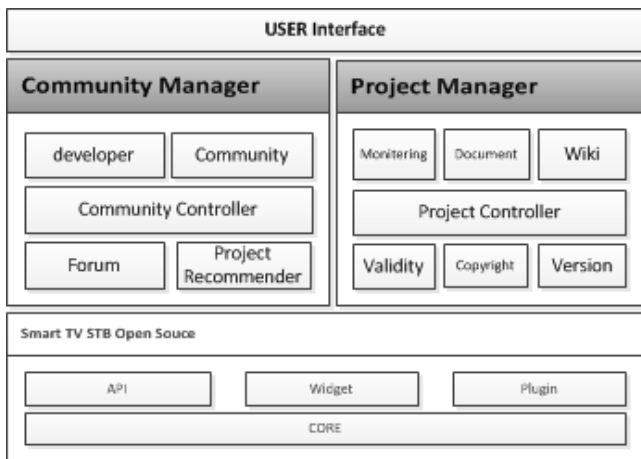 USER Interface
Community Manager
Project Manager
developer
Community
Monitering
Document
Wiki
Community Controller
Project Controller
Forum
Project
Recommender
Validity
Copyright
Version
Smart TV STB Open Souce
API
Widget
Plugin
CORE